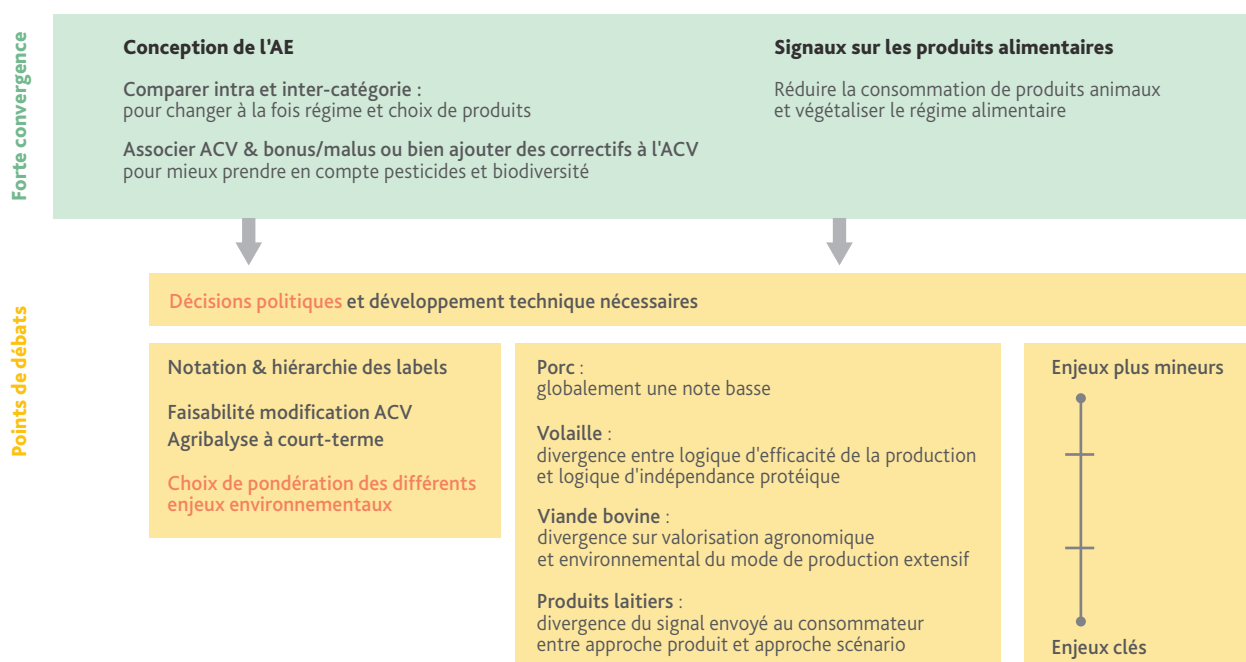 Forte convergence
Conception de l'AE
Comparer intra et inter-catégorie :
pour changer à la fois régime et choix de produits
Associer ACV & bonus/malus ou bien ajouter des correctifs à l'ACV
pour mieux prendre en compte pesticides et biodiversité
Signaux sur les produits alimentaires
Réduire la consommation de produits animaux
et végétaliser le régime alimentaire
Points de débats
Décisions politiques et développement technique nécessaires
Notation & hiérarchie des labels
Faisabilité modification ACV
Agribalyse à court-terme
Choix de pondération des différents
enjeux environnementaux
Porc :
globalement une note basse
Volaille :
divergence entre logique d'efficacité de la production
et logique d'indépendance protéique
Viande bovine :
divergence sur valorisation agronomique
et environnemental du mode de production extensif
Produits laitiers :
divergence du signal envoyé au consommateur
entre approche produit et approche scénario
Enjeux plus mineurs
Enjeux clés